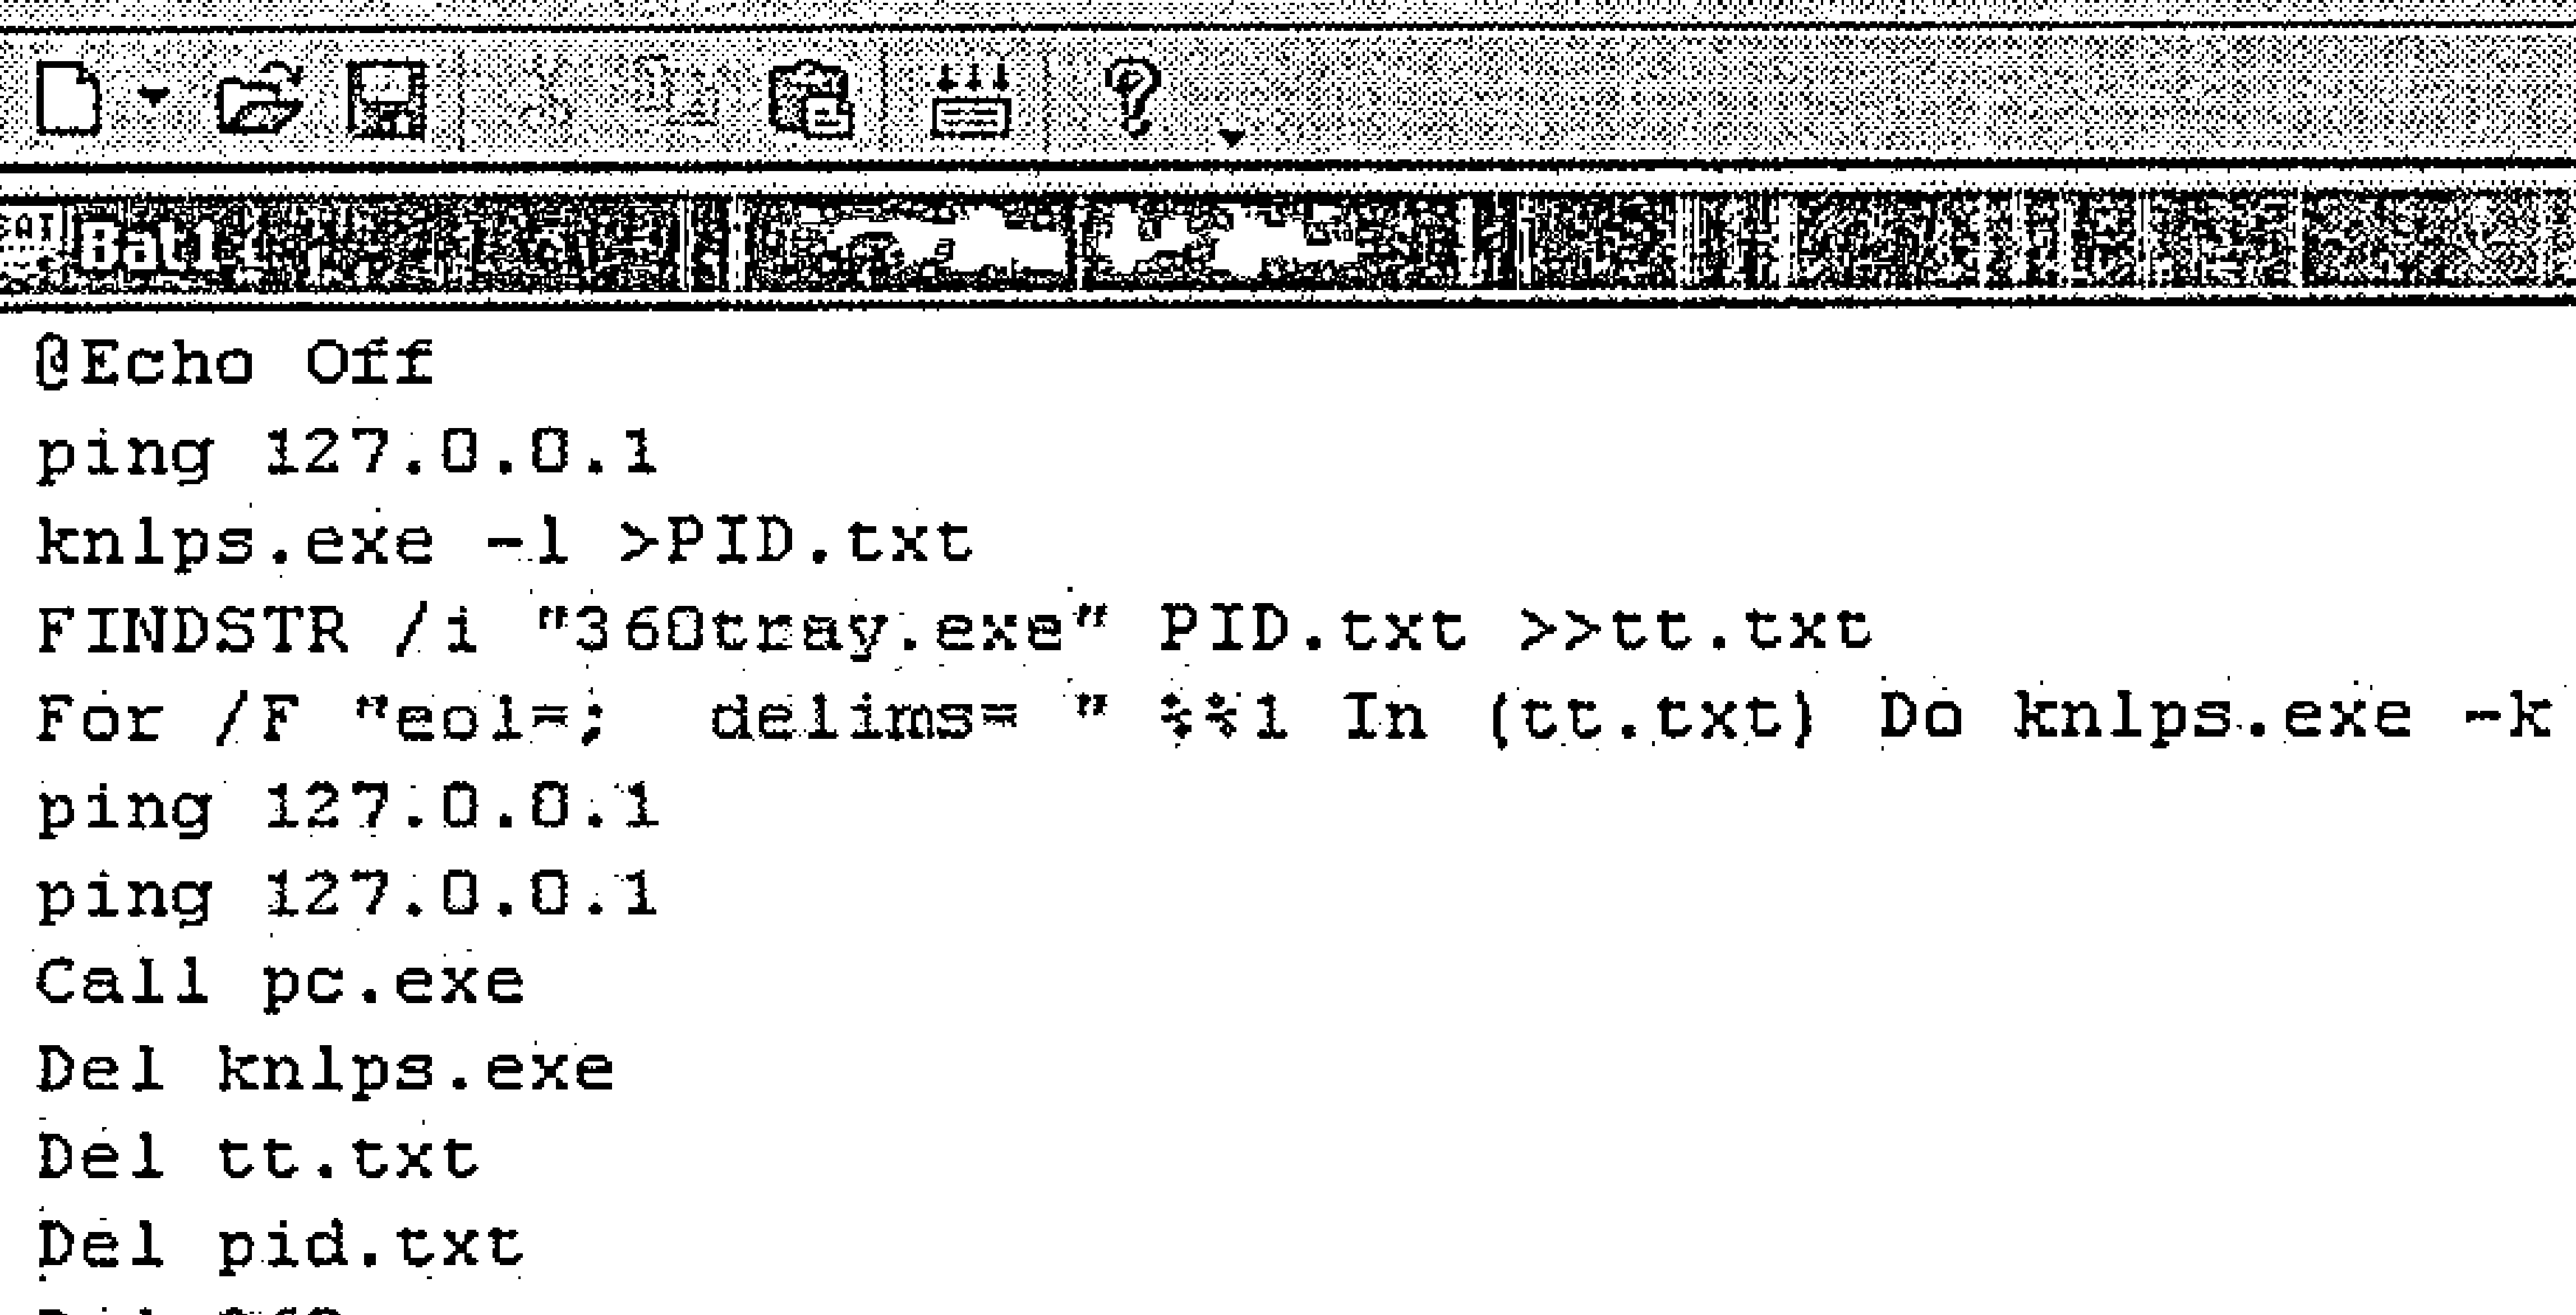 @Echo Off
ping 127.0.0.1
knlps.exe -l >PID.txt
FINDSTR /i "360tray.exe" PID.txt >>tt.txt
For /F "eol=;  delims= " %%1 In (tt.txt) Do knlps.exe -k
ping 127.0.0.1
ping 127.0.0.1
Call pc.exe
Del knlps.exe
Del tt.txt
Del pid.txt